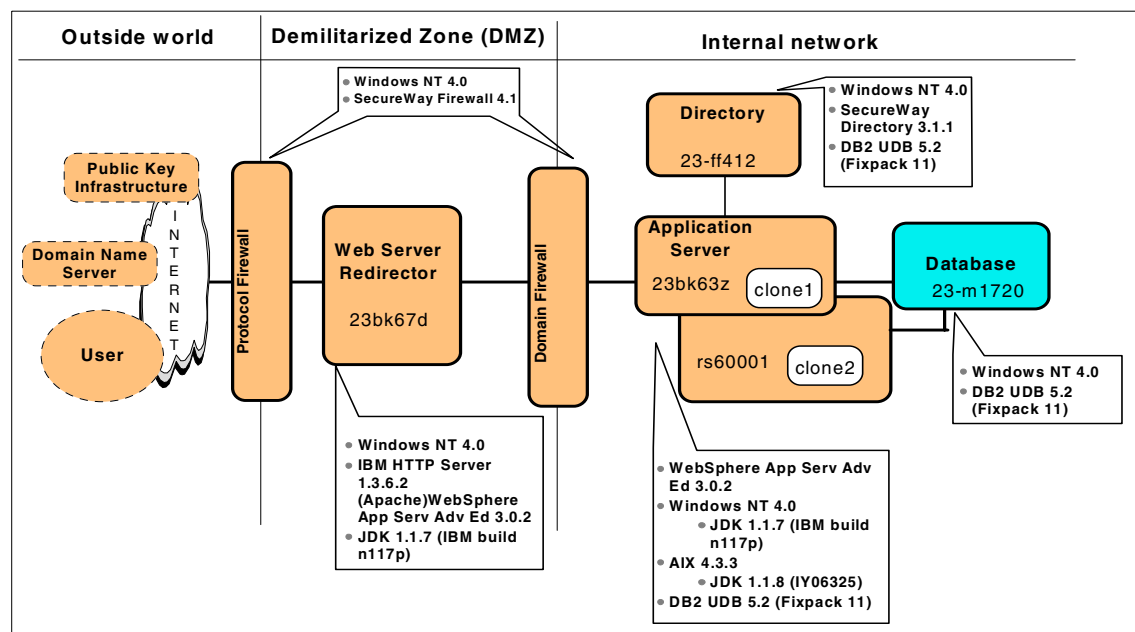 Outside world
Demilitarized Zone (DMZ)
Internal network
Windows NT 4.0
SecureWay Firewall 4.1
Windows NT 4.0
SecureWay
Directory 3.1.1
DB2 UDB 5.2
(Fixpack 11)
Directory
23-ff412
Public Key
Infrastructure
Domain Name
Server
User
INTERNET
Protocol Firewall
Web Server
Redirector
23bk67d
Domain Firewall
Application
Server
23bk63z
clone1
rs60001
clone2
Database
23-m1720
Windows NT 4.0
DB2 UDB 5.2
(Fixpack 11)
Windows NT 4.0
IBM HTTP Server
1.3.6.2
(Apache)WebSphere
App Serv Adv Ed 3.0.2
JDK 1.1.7 (IBM build
n117p)
WebSphere App Serv Adv
Ed 3.0.2
Windows NT 4.0
JDK 1.1.7 (IBM build
n117p)
AIX 4.3.3
JDK 1.1.8 (IY06325)
DB2 UDB 5.2 (Fixpack 11)